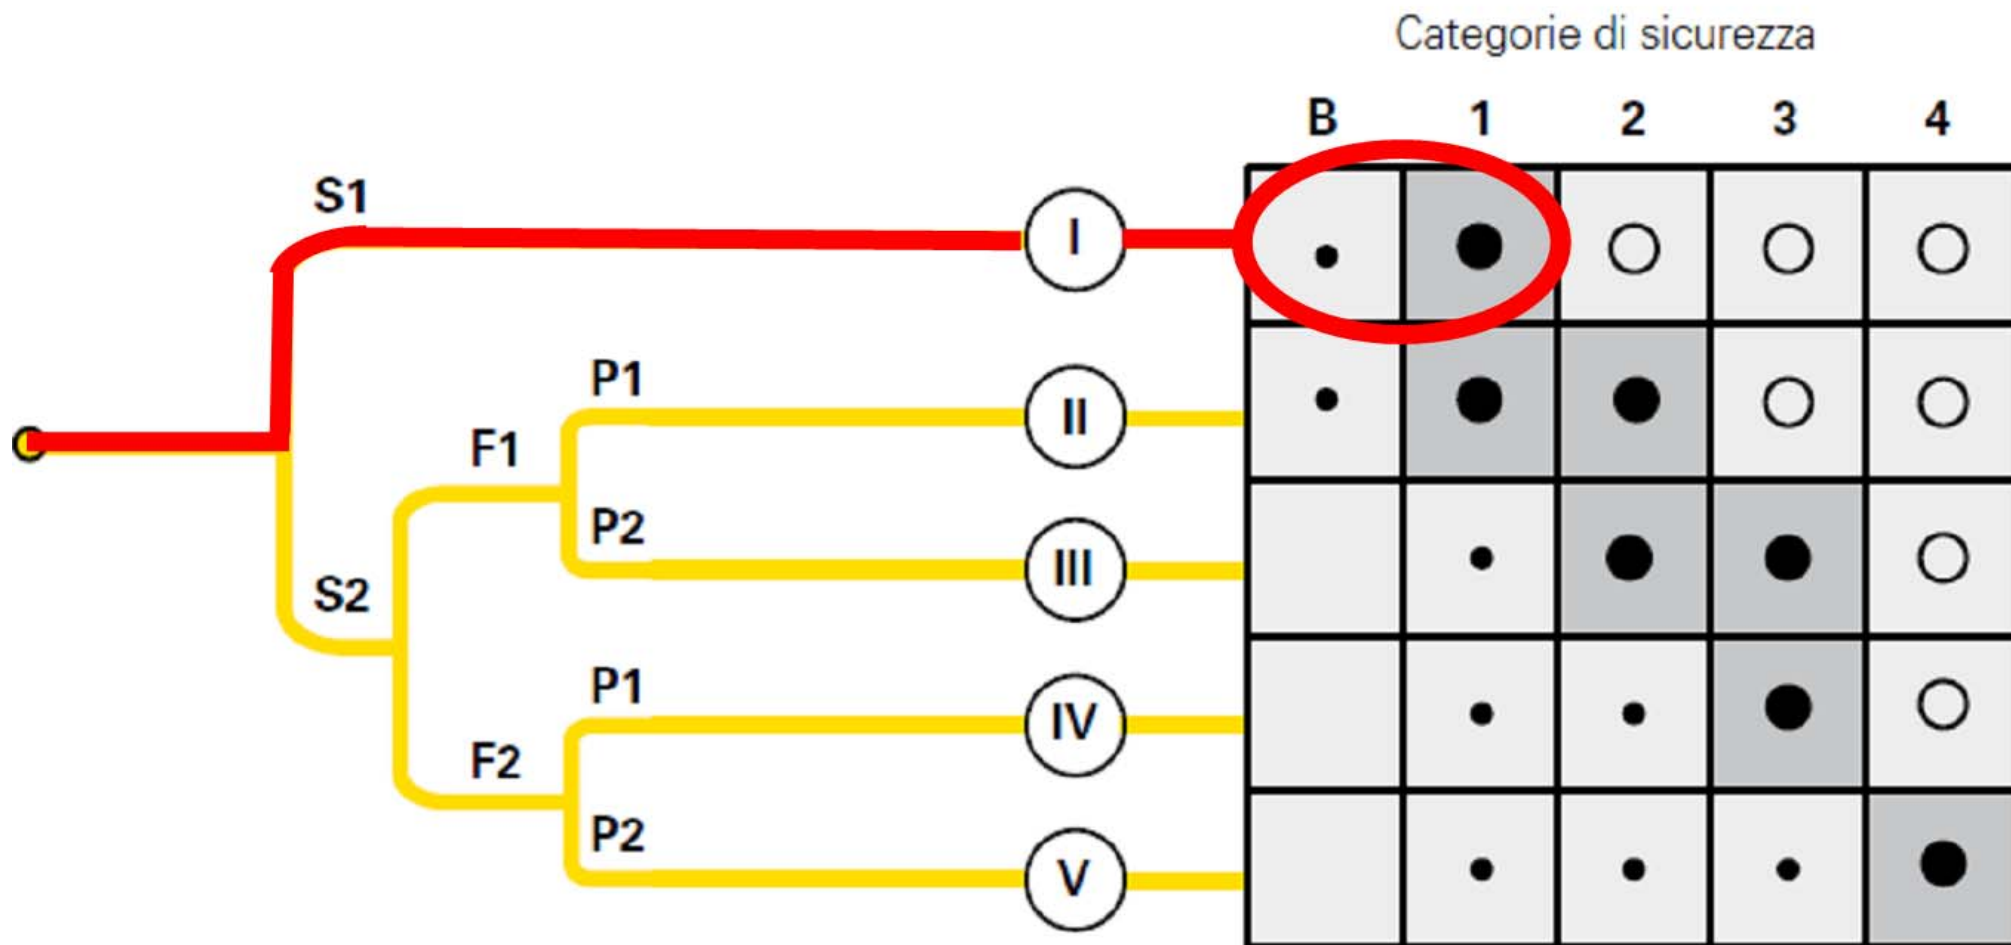 Categorie di sicurezza
B 1 2 3 4
S1
I
P1
II
F1
P2
III
S2
P1
IV
F2
P2
V